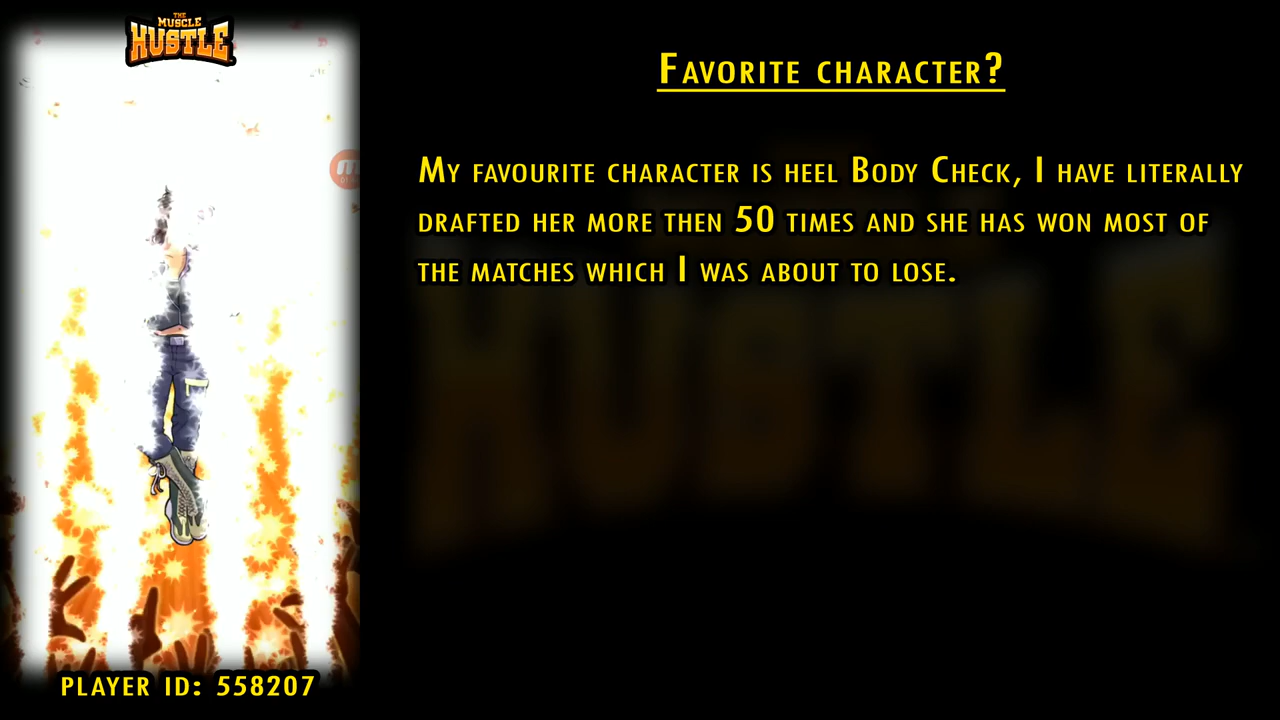 THE
MUSCLE
HUSTLE
FAVORITE CHARACTER?
MY FAVOURITE CHARACTER IS HEEL BODY CHECK, I HAVE LITERALLY
DRAFTED HER MORE THEN 50 TIMES AND SHE HAS WON MOST OF
THE MATCHES WHICH I WAS ABOUT TO LOSE.
HUSTLE
PLAYER ID: 558207